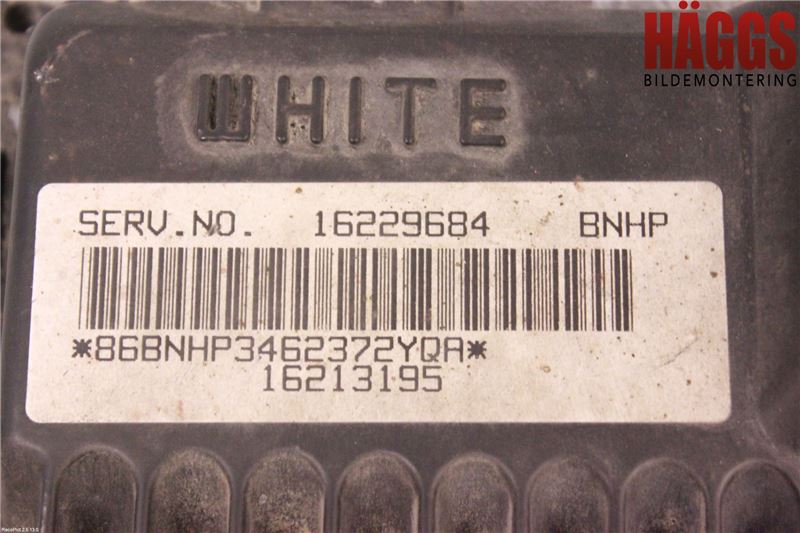 HÄGGS
BILDEMONTERING
WHITE
SERV.NO. 16229684 BNHP
*86BNHP3462372YQA*
16213195